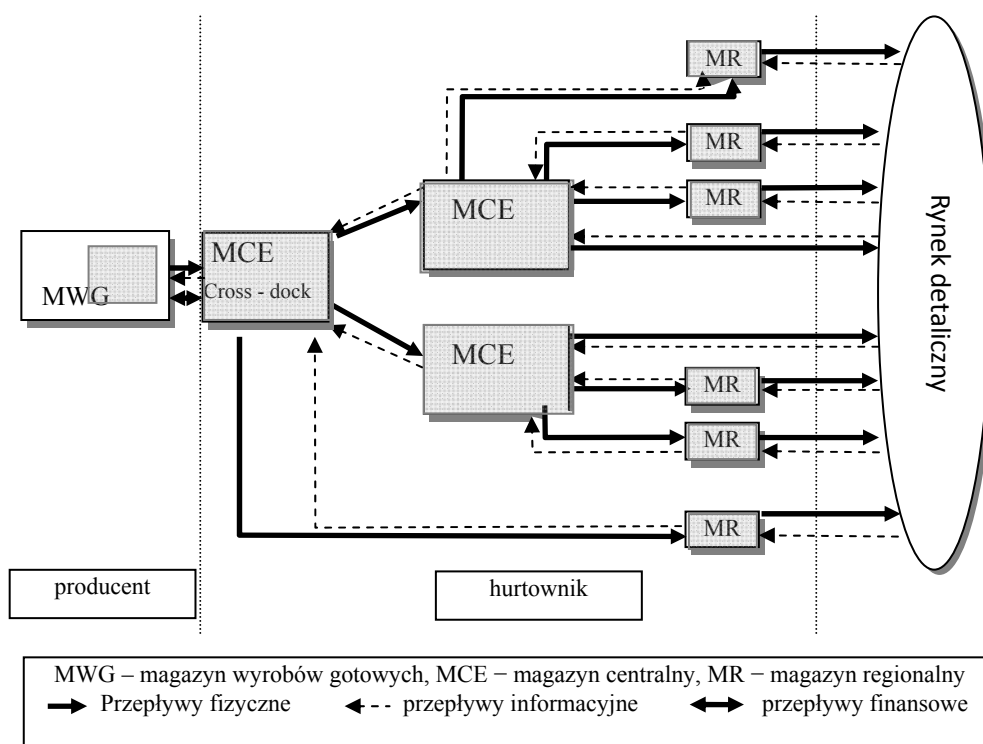 MR
MR
MR
MCE
MCE
Cross - dock
MWG
MCE
MR
MR
MR
Rynek detaliczny
producent
hurtownik
MWG – magazyn wyrobów gotowych, MCE – magazyn centralny, MR – magazyn regionalny
Przepływy fizyczne przepływy informacyjne przepływy finansowe